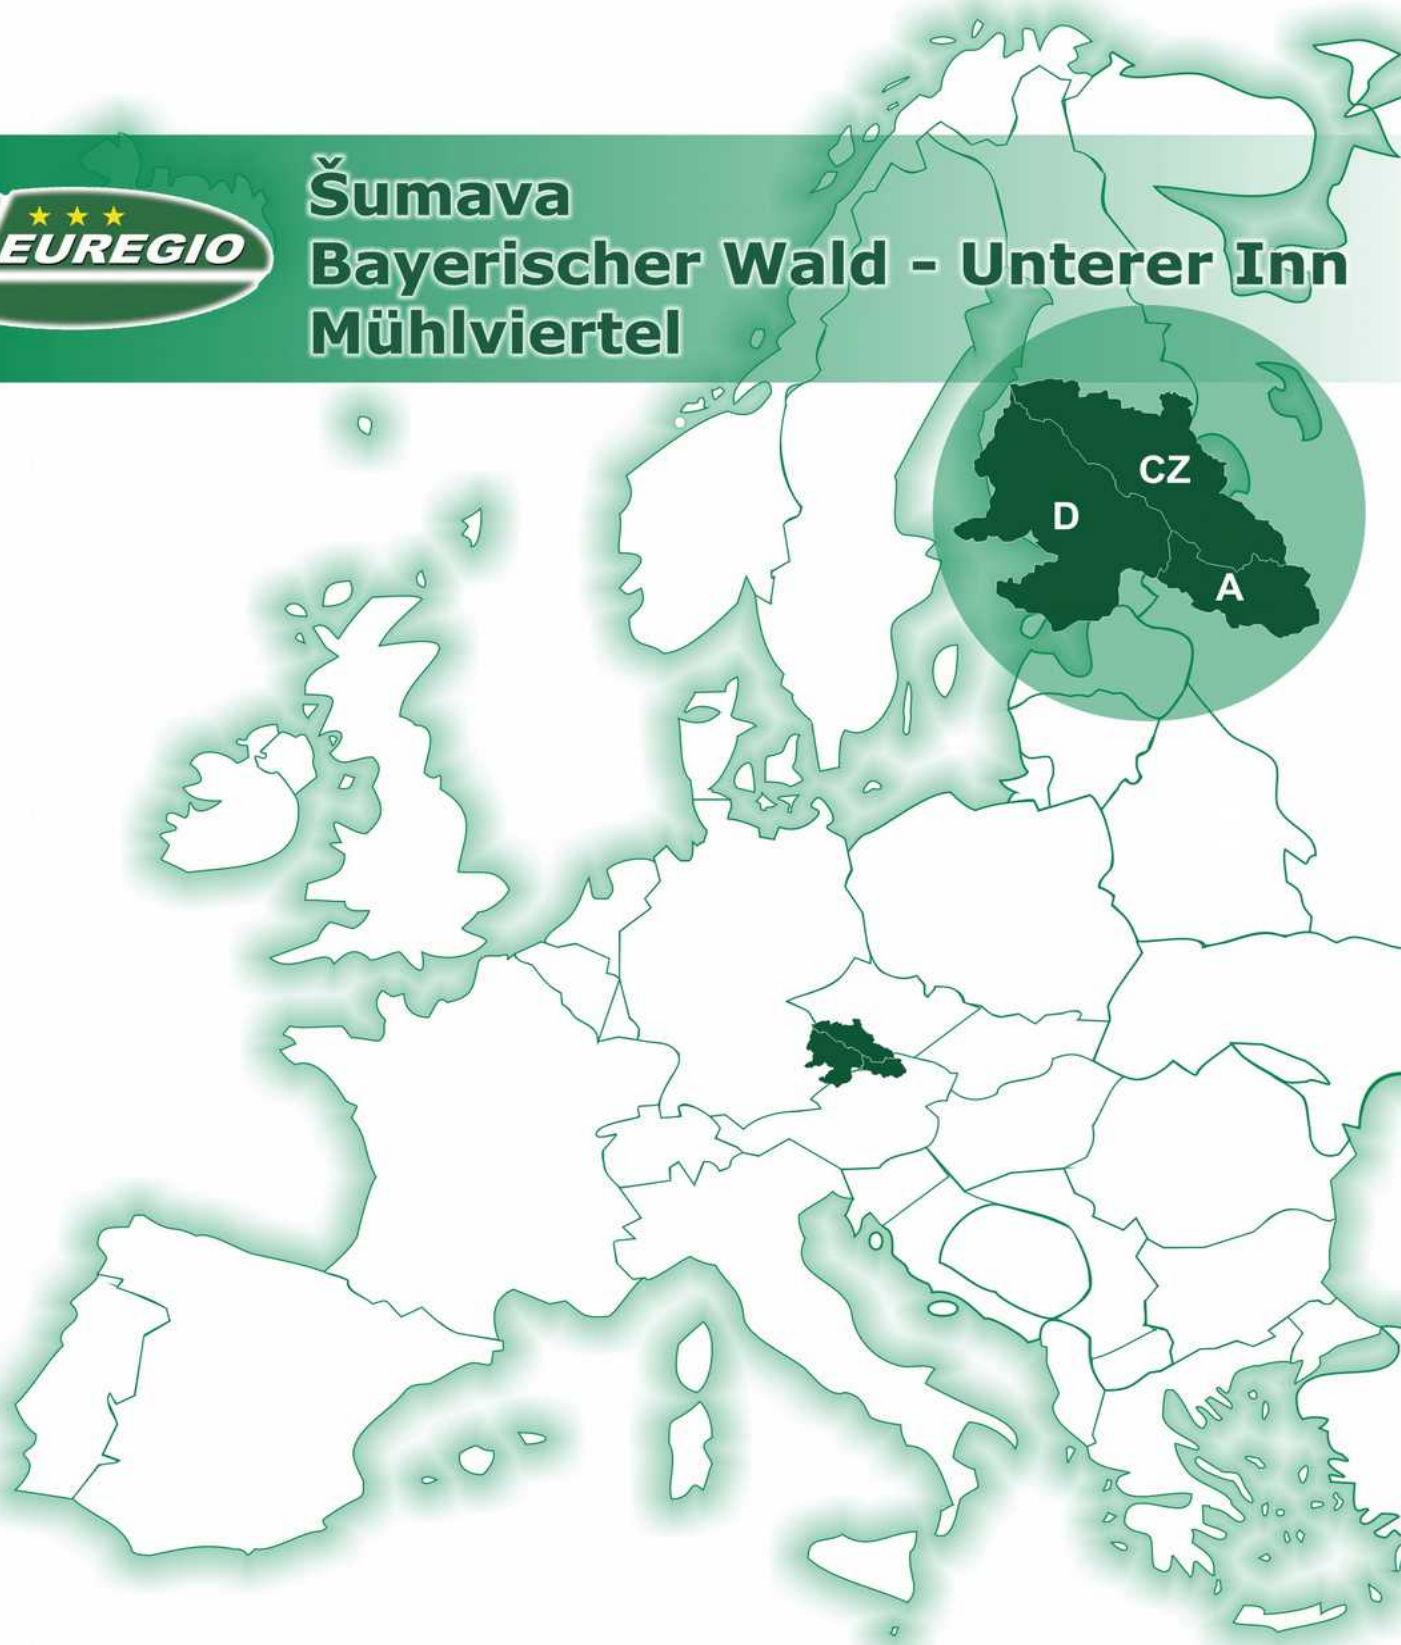 EUREGIO
Šumava
Bayerischer Wald - Unterer Inn
Mühlviertel
CZ
D
A